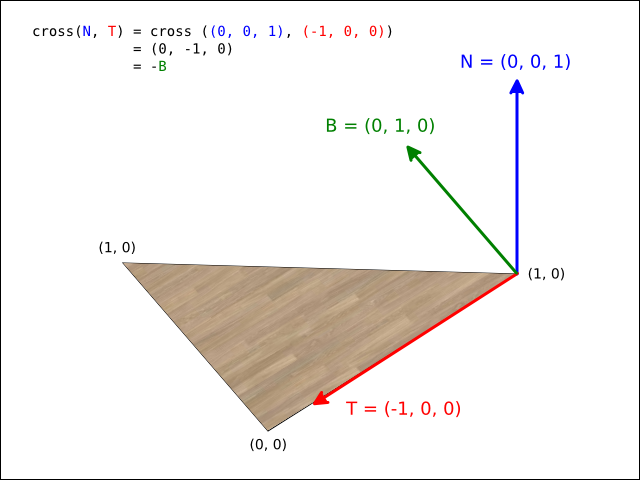 cross(N, T) = cross ((0, 0, 1), (-1, 0, 0))
= (0, -1, 0)
= -B
N = (0, 0, 1)
B = (0, 1, 0)
(1, 0)
(1, 0)
T = (-1, 0, 0)
(0, 0)